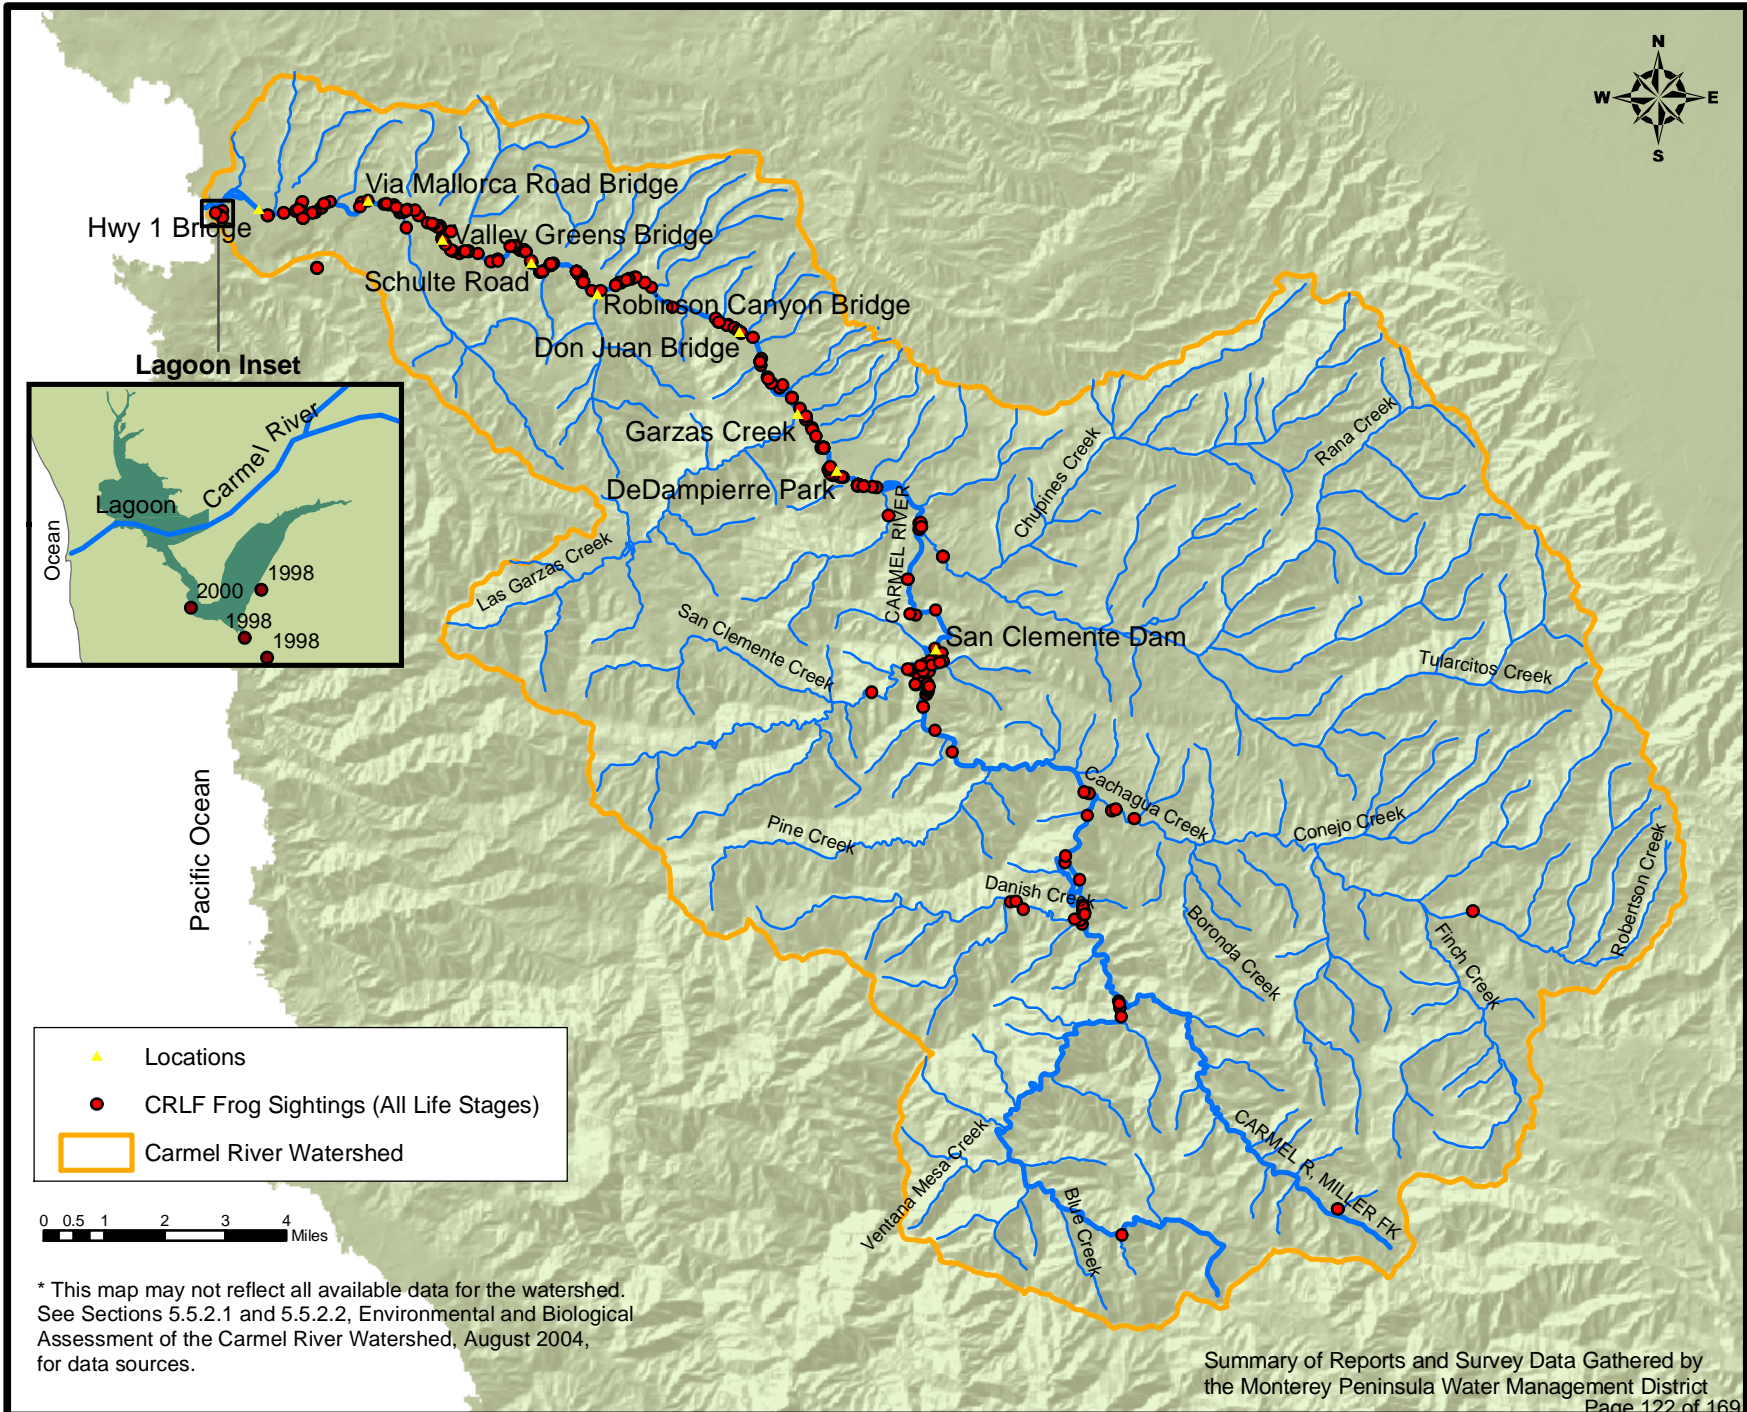 N
W
E
S
Via Mallorca Road Bridge
Hwy 1 Bridge
Valley Greens Bridge
Schulte Road
Robinson Canyon Bridge
Don Juan Bridge
Lagoon Inset
Carmel River
Lagoon
Ocean
2000
1998
1998
1998
Garzas Creek
DeDampierre Park
CARMEL RIVER
Chupines Creek
Rana Creek
Las Garzas Creek
San Clemente Creek
San Clemente Dam
Tularcitos Creek
Pacific Ocean
Cachagua Creek
Pine Creek
Conejo Creek
Robertson Creek
Danish Creek
Boronda Creek
Finch Creek
Locations
CRLF Frog Sightings (All Life Stages)
Carmel River Watershed
CARMEL R, MILLER FK
Ventana Mesa Creek
Blue Creek
0 0.5 1 2 3 4
Miles
* This map may not reflect all available data for the watershed.
See Sections 5.5.2.1 and 5.5.2.2, Environmental and Biological
Assessment of the Carmel River Watershed, August 2004,
for data sources.
Summary of Reports and Survey Data Gathered by
the Monterey Peninsula Water Management District
Page 122 of 169